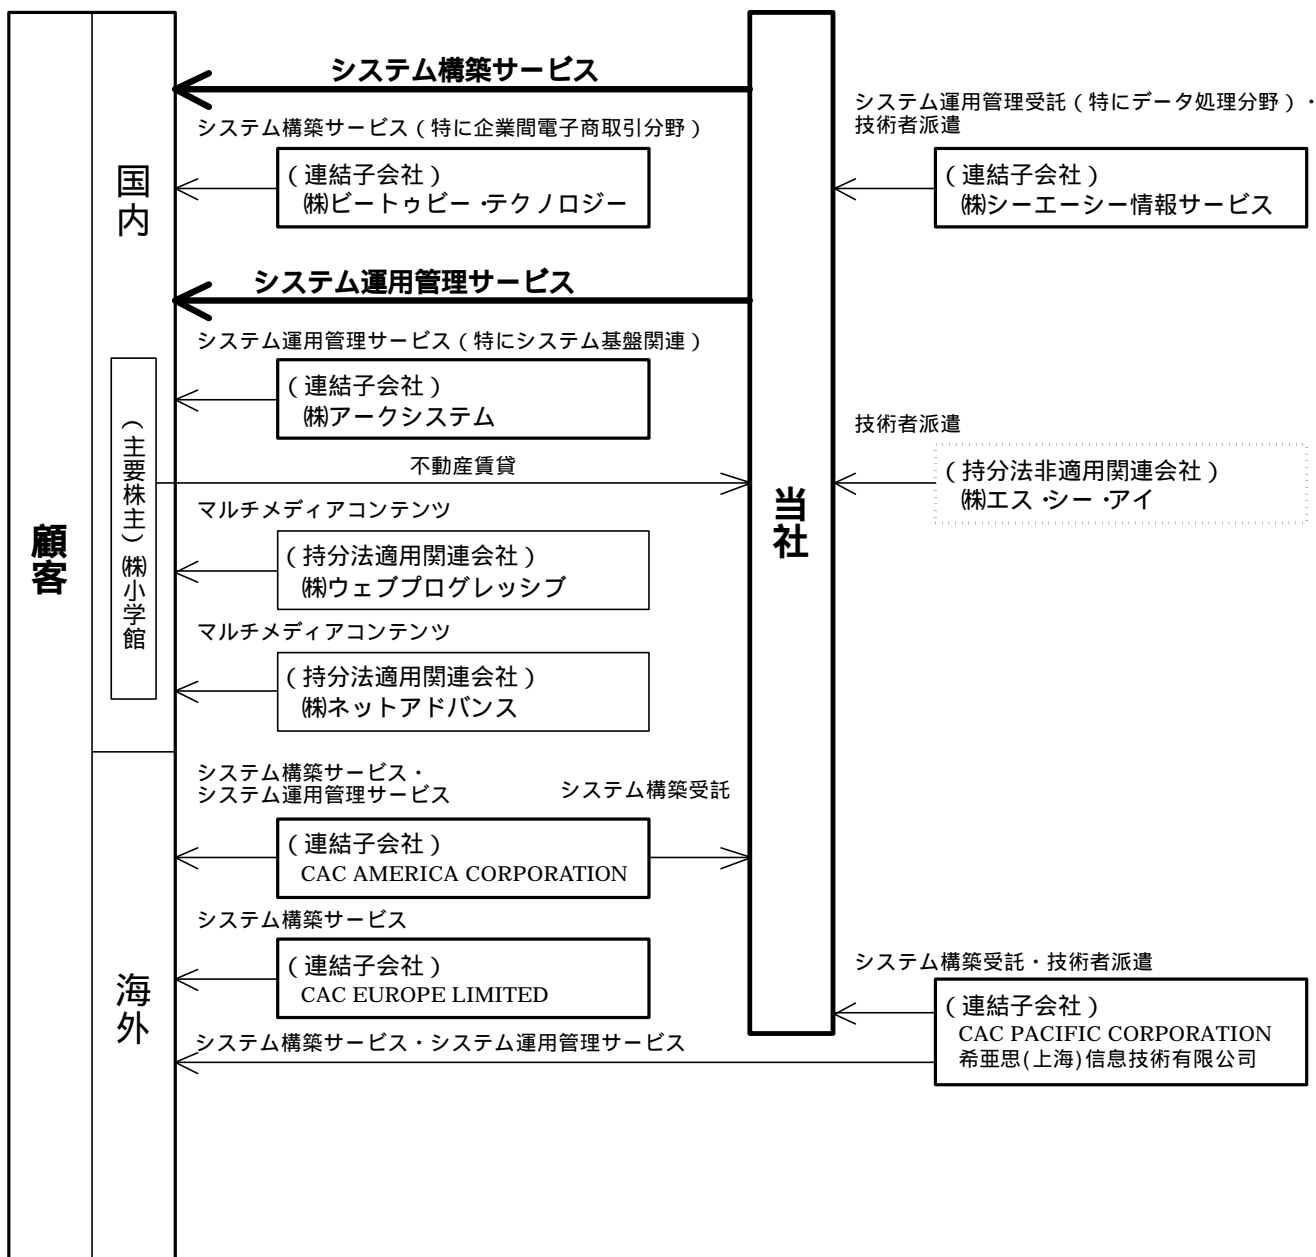 顧客
国内
海外
（主要株主）㈱小学館
システム構築サービス
システム構築サービス（特に企業間電子商取引分野）
（連結子会社）
㈱ビートゥビー・テクノロジー
システム運用管理サービス
システム運用管理サービス（特にシステム基盤関連）
（連結子会社）
㈱アークシステム
不動産賃貸
マルチメディアコンテンツ
（持分法適用関連会社）
㈱ウェブプログレッシブ
マルチメディアコンテンツ
（持分法適用関連会社）
㈱ネットアドバンス
システム構築サービス・
システム運用管理サービス
システム構築受託
（連結子会社）
CAC AMERICA CORPORATION
システム構築サービス
（連結子会社）
CAC EUROPE LIMITED
システム構築サービス・システム運用管理サービス
当社
システム運用管理受託（特にデータ処理分野）・
技術者派遣
（連結子会社）
㈱シーエーシー情報サービス
技術者派遣
（持分法非適用関連会社）
㈱エス・シー・アイ
システム構築受託・技術者派遣
（連結子会社）
CAC PACIFIC CORPORATION
希亜思(上海)信息技術有限公司